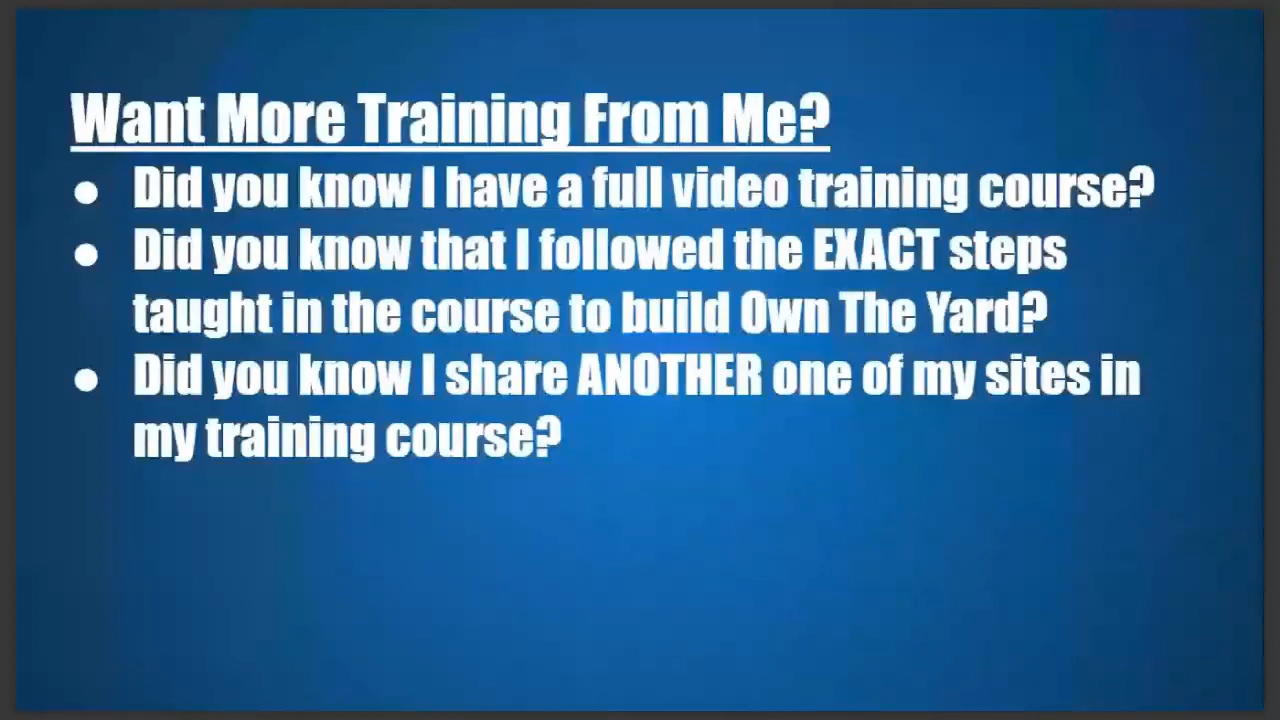 Want More Training From Me?
● Did you know I have a full video training course?
● Did you know that I followed the EXACT steps
taught in the course to build Own The Yard?
● Did you know I share ANOTHER one of my sites in
my training course?